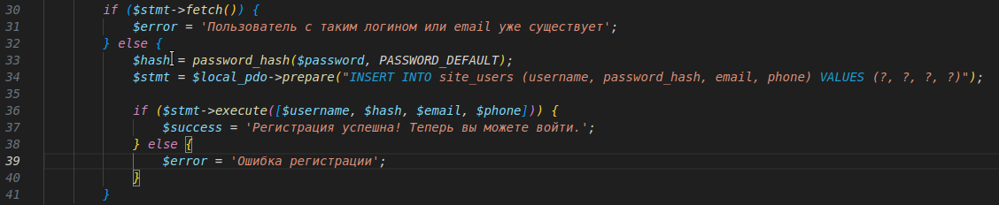 30 if ($stmt->fetch()) {
31 $error = 'Пользователь с таким логином или email уже существует';
32 } else {
33 $hash = password_hash($password, PASSWORD_DEFAULT);
34 $stmt = $local_pdo->prepare("INSERT INTO site_users (username, password_hash, email, phone) VALUES (?, ?, ?, ?)");
35
36 if ($stmt->execute([$username, $hash, $email, $phone])) {
37 $success = 'Регистрация успешна! Теперь вы можете войти.';
38 } else {
39 $error = 'Ошибка регистрации';
40 }
41 }